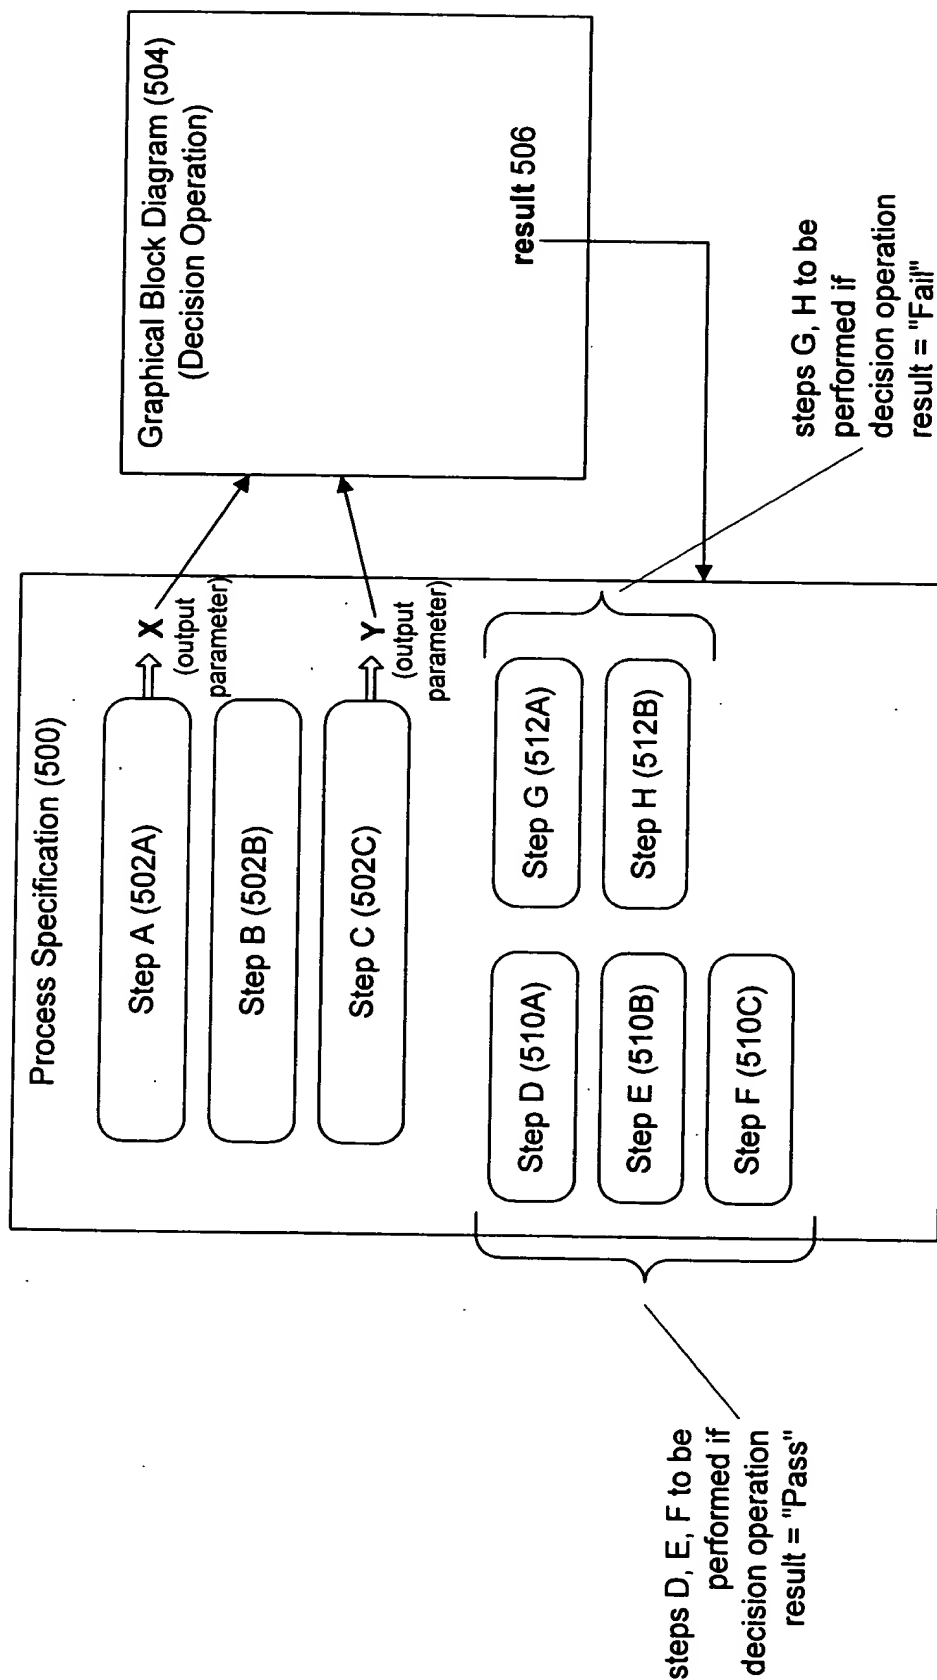 Process Specification (500)
Step A (502A)
X
(output
parameter)
Step B (502B)
Step C (502C)
Y
(output
parameter)
Graphical Block Diagram (504)
(Decision Operation)
result 506
Step D (510A)
Step E (510B)
Step F (510C)
Step G (512A)
Step H (512B)
steps D, E, F to be
performed if
decision operation
result = "Pass"
steps G, H to be
performed if
decision operation
result = "Fail"